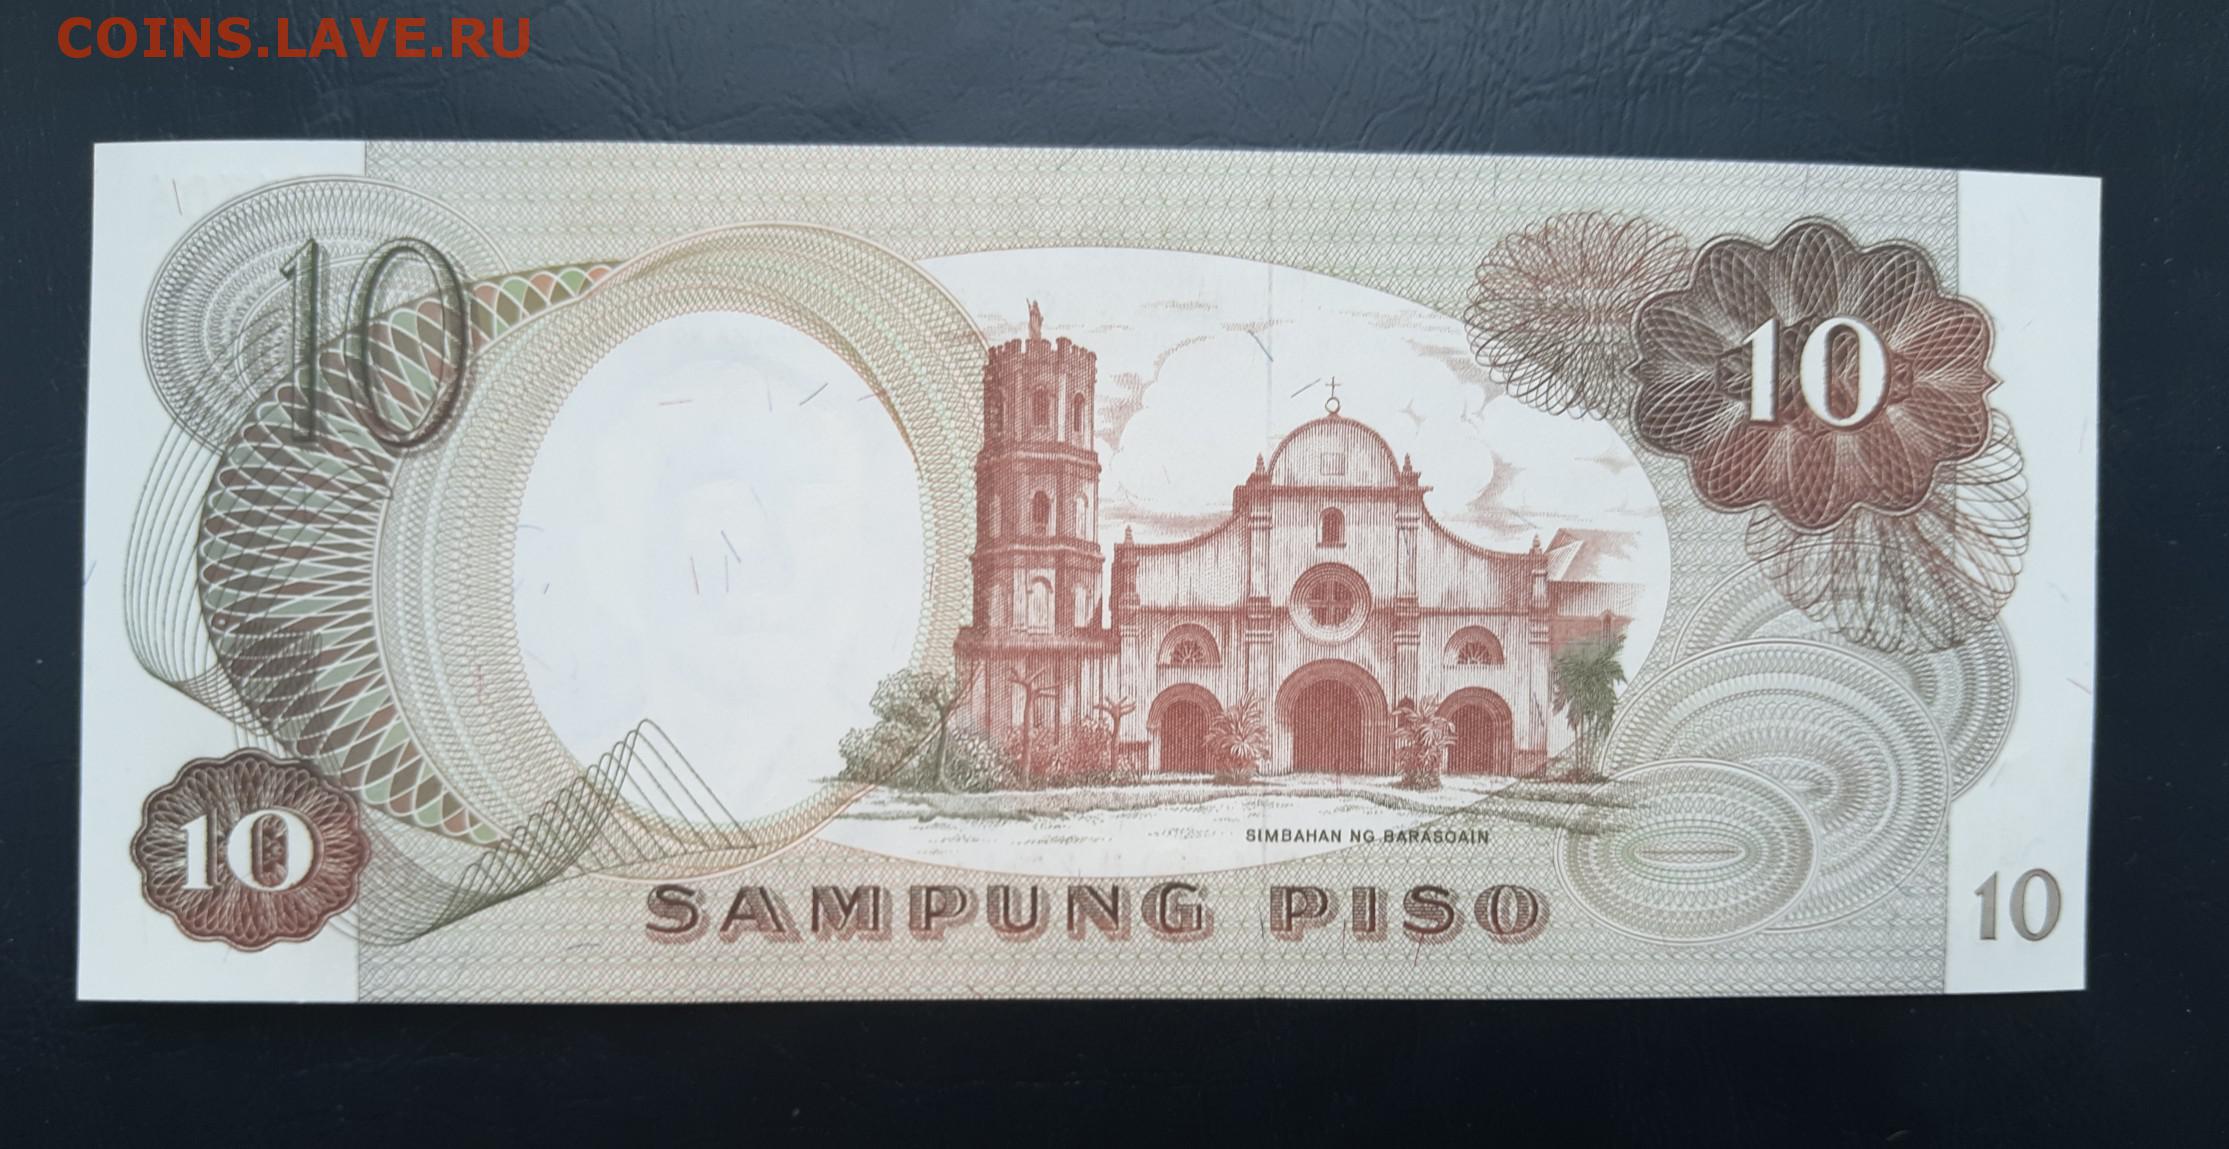 COINS.LAVE.RU
10
10
10
SIMBAHAN NG BARASOAIN
SAMPUNG PISO
10